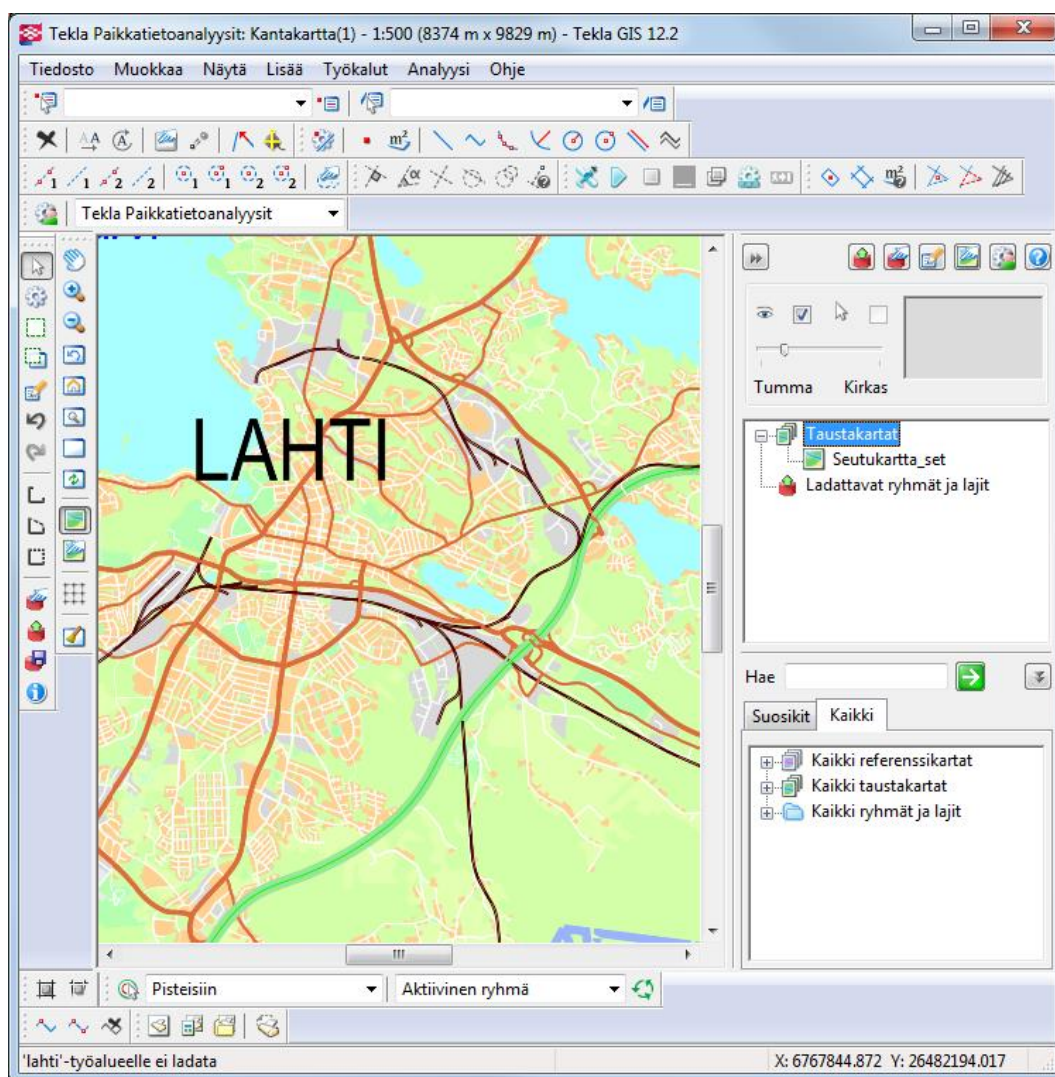 Tekla Paikkatietoanalyysit: Kantakartta(1) - 1:500 (8374 m x 9829 m) - Tekla GIS 12.2
Tiedosto Muokkaa Näytä Lisää Työkalut Analyysi Ohje
Tekla Paikkatietoanalyysit
Tumma Kirkas
LAHTI
Taustakartat
Seutukartta_set
Ladattavat ryhmät ja lajit
Hae
Suosikit Kaikki
Kaikki referenssikartat
Kaikki taustakartat
Kaikki ryhmät ja lajit
Pisteisiin Aktiivinen ryhmä
'lahti'-työalueelle ei ladata X: 6767844.872 Y: 26482194.017